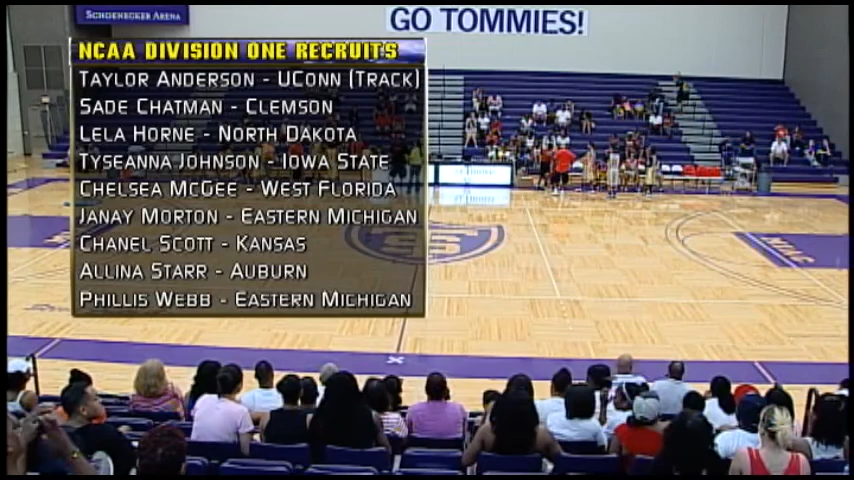 SCHOENECKER ARENA
GO TOMMIES!
NCAA DIVISION ONE RECRUITS
TAYLOR ANDERSON - UCONN (TRACK)
SADE CHATMAN - CLEMSON
LELA HORNE - NORTH DAKOTA
TYSEANNA JOHNSON - IOWA STATE
CHELSEA MCGEE - WEST FLORIDA
JANAY MORTON - EASTERN MICHIGAN
CHANEL SCOTT - KANSAS
ALLINA STARR - AUBURN
PHILLIS WEBB - EASTERN MICHIGAN
MIAC